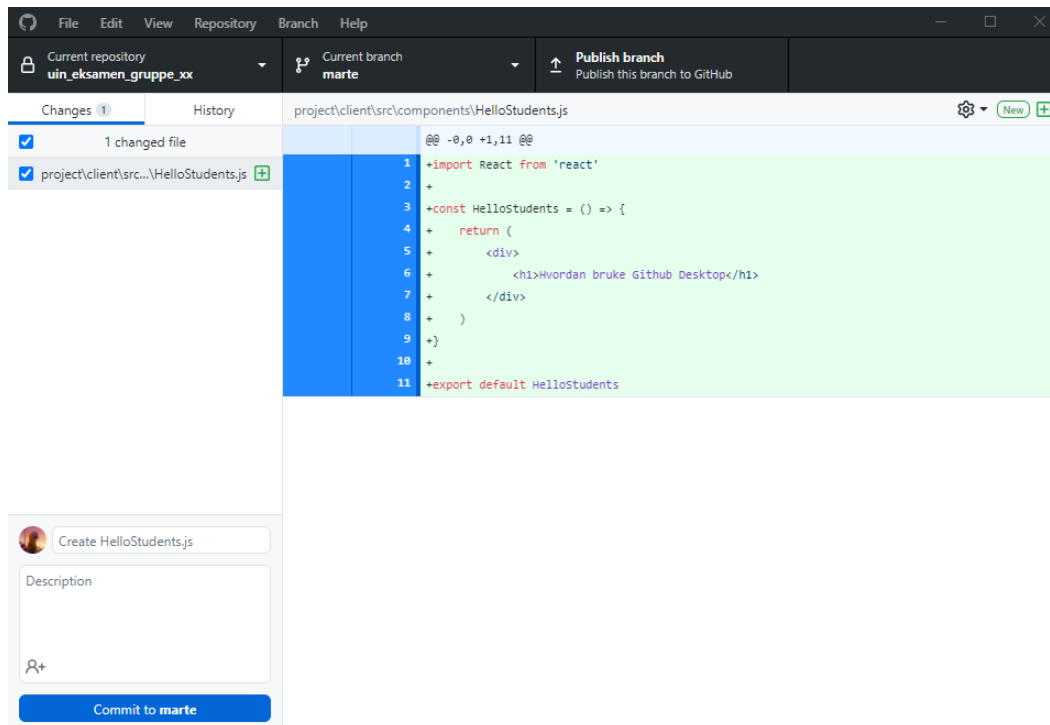 File Edit View Repository Branch Help
Current repository
uin_eksamen_gruppe_xx
Current branch
marte
Publish branch
Publish this branch to GitHub
Changes 1 History
1 changed file
project\client\src...\HelloStudents.js
project\client\src\components\HelloStudents.js
New
@@ -0,0 +1,11 @@
1 +import React from 'react'
2 +
3 +const HelloStudents = () => {
4 +    return (
5 +        <div>
6 +            <h1>Hvordan bruke Github Desktop</h1>
7 +        </div>
8 +    )
9 +}
10 +
11 +export default HelloStudents
Create HelloStudents.js
Description
Commit to marte